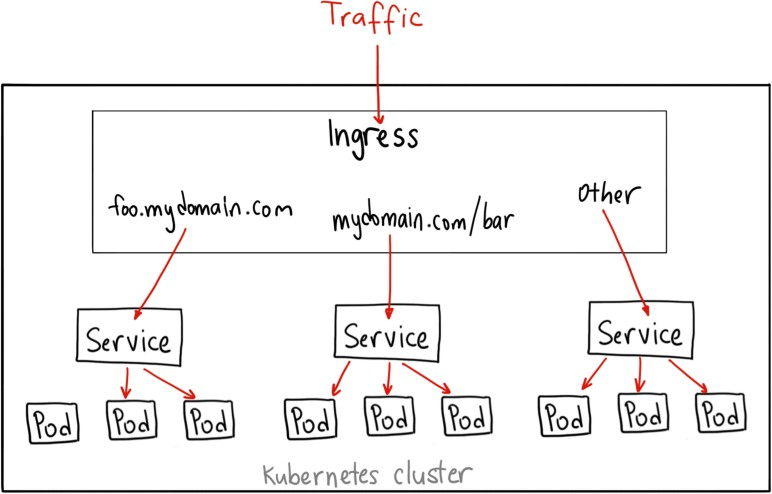 Traffic
Ingress
foo.mydomain.com
mydomain.com/bar
Other
Service
Service
Service
Pod
Pod
Pod
Pod
Pod
Pod
Pod
Pod
Pod
Kubernetes cluster